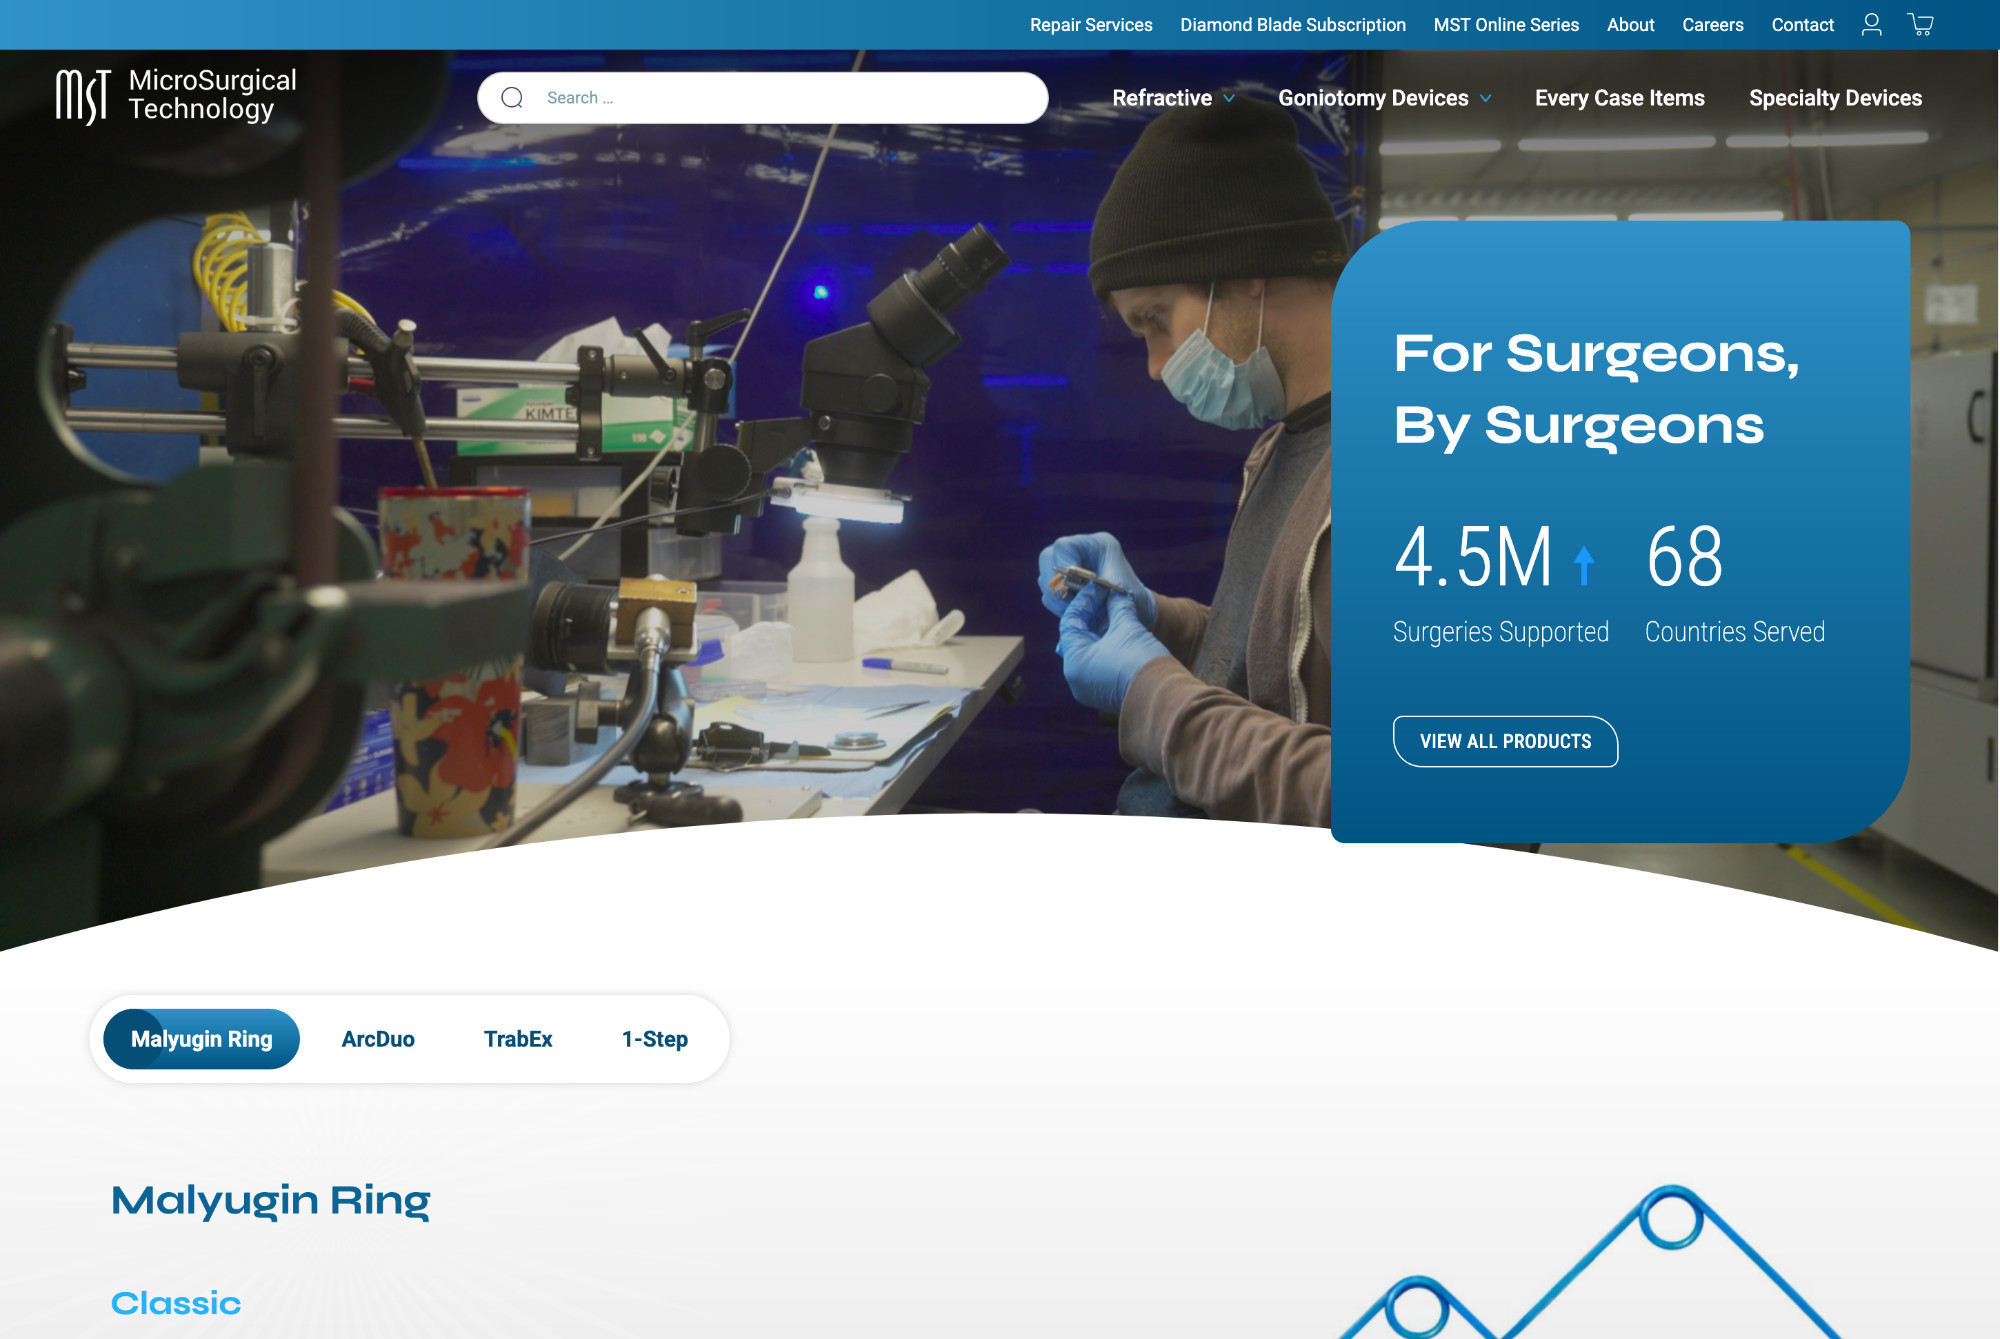 Repair Services
Diamond Blade Subscription
MST Online Series
About
Careers
Contact
MST MicroSurgical
Technology
Search ...
Refractive
Goniotomy Devices
Every Case Items
Specialty Devices
KIMTE
For Surgeons,
By Surgeons
4.5M
68
Surgeries Supported
Countries Served
VIEW ALL PRODUCTS
Malyugin Ring
ArcDuo
TrabEx
1-Step
Malyugin Ring
Classic